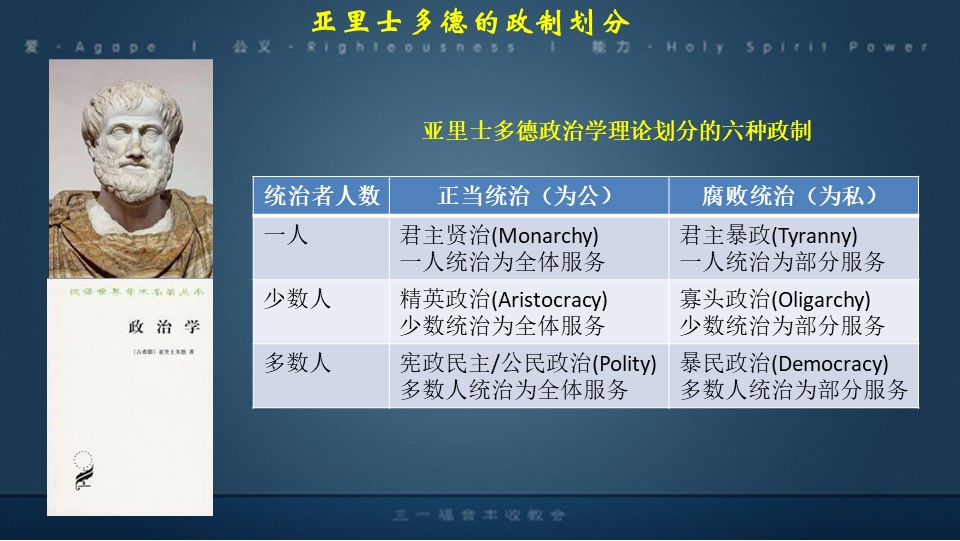 亚里士多德的政制划分
爱·Agape | 公义·Righteousness | 能力·Holy Spirit Power
亚里士多德政治学理论划分的六种政制
统治者人数 正当统治（为公） 腐败统治（为私）
一人 君主贤治(Monarchy) 君主暴政(Tyranny)
一人统治为全体服务 一人统治为部分服务
少数人 精英政治(Aristocracy) 寡头政治(Oligarchy)
少数统治为全体服务 少数统治为部分服务
多数人 宪政民主/公民政治(Polity) 暴民政治(Democracy)
多数人统治为全体服务 多数人统治为部分服务
汉译世界学术名著丛书
政治学
〔古希腊〕亚里士多德 著
三一福音丰收教会